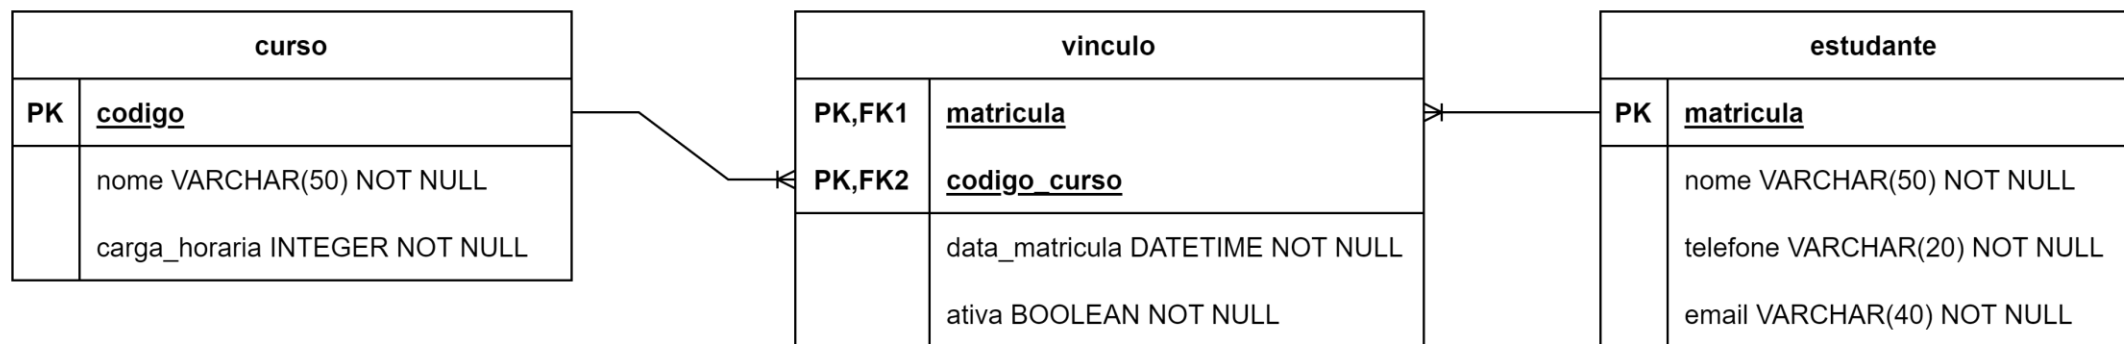 curso
PK codigo
nome VARCHAR(50) NOT NULL
carga_horaria INTEGER NOT NULL
vinculo
PK,FK1 matricula
PK,FK2 codigo_curso
data_matricula DATETIME NOT NULL
ativa BOOLEAN NOT NULL
estudante
PK matricula
nome VARCHAR(50) NOT NULL
telefone VARCHAR(20) NOT NULL
email VARCHAR(40) NOT NULL